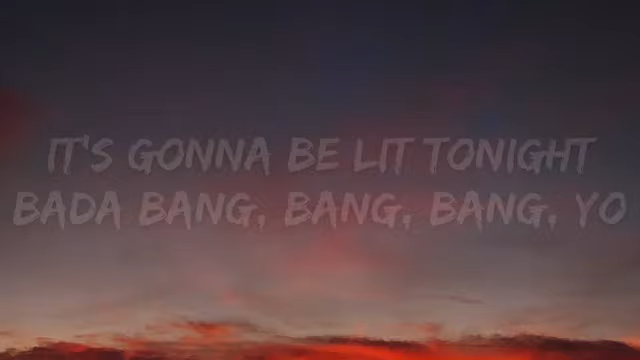 IT'S GONNA BE LIT TONIGHT
BADA BANG, BANG, BANG, YO